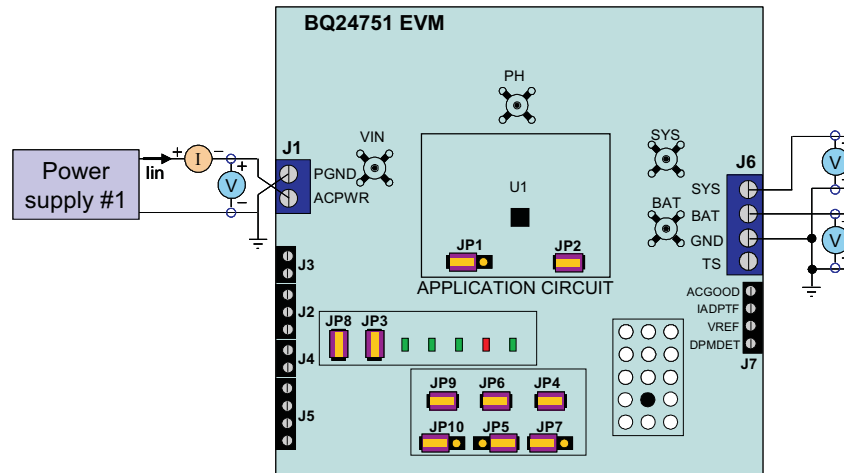 BQ24751 EVM
PH
VIN
SYS
J1
J6
Power
supply #1
Iin
+
I
−
+
V
−
PGND
ACPWR
U1
SYS
BAT
GND
TS
BAT
V
V
JP1
JP2
APPLICATION CIRCUIT
J3
J2
J4
J5
ACGOOD
IADPTF
VREF
DPMDET
J7
JP8
JP3
JP9
JP6
JP4
JP10
JP5
JP7